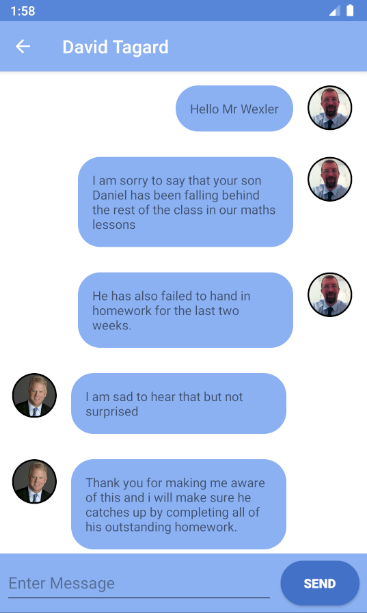 1:58
David Tagard
Hello Mr Wexler
I am sorry to say that your son
Daniel has been falling behind
the rest of the class in our maths
lessons
He has also failed to hand in
homework for the last two
weeks.
I am sad to hear that but not
surprised
Thank you for making me aware
of this and i will make sure he
catches up by completing all of
his outstanding homework.
Enter Message
SEND